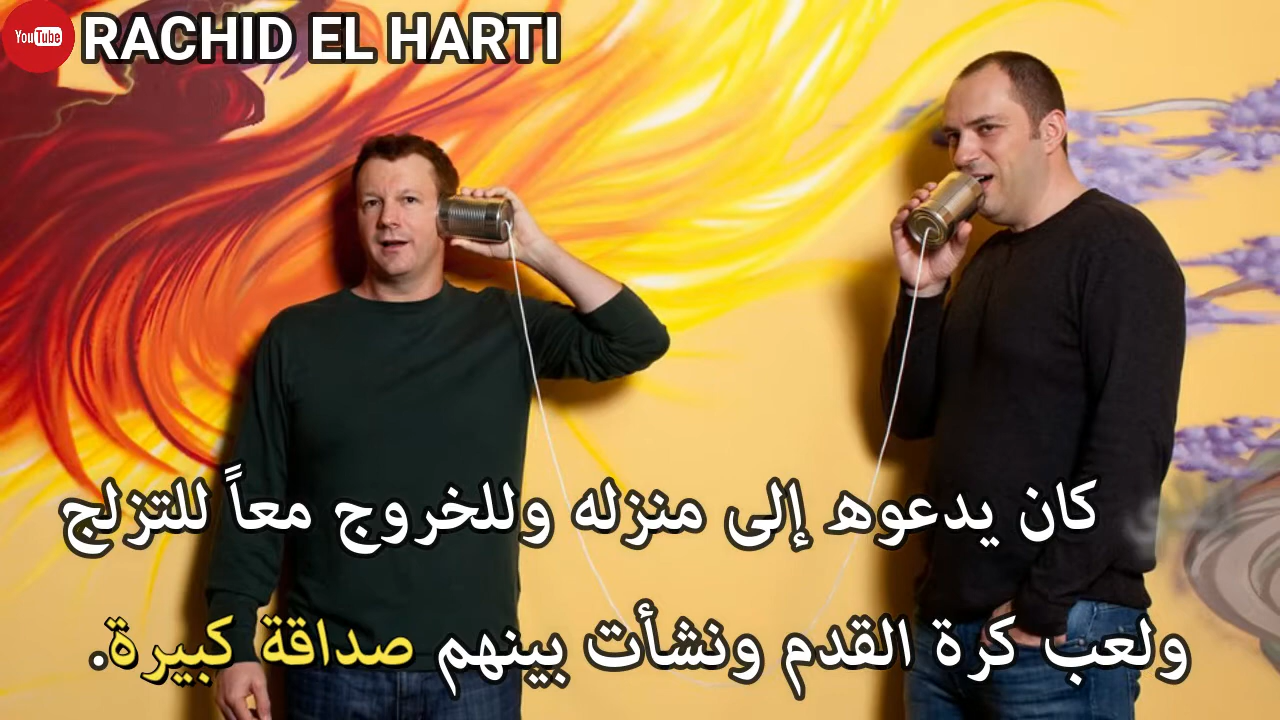 YouTube RACHID EL HARTI
كان يدعوه إلى منزله وللخروج معاً للتزلج
ولعب كرة القدم ونشأت بينهم صداقة كبيرة.